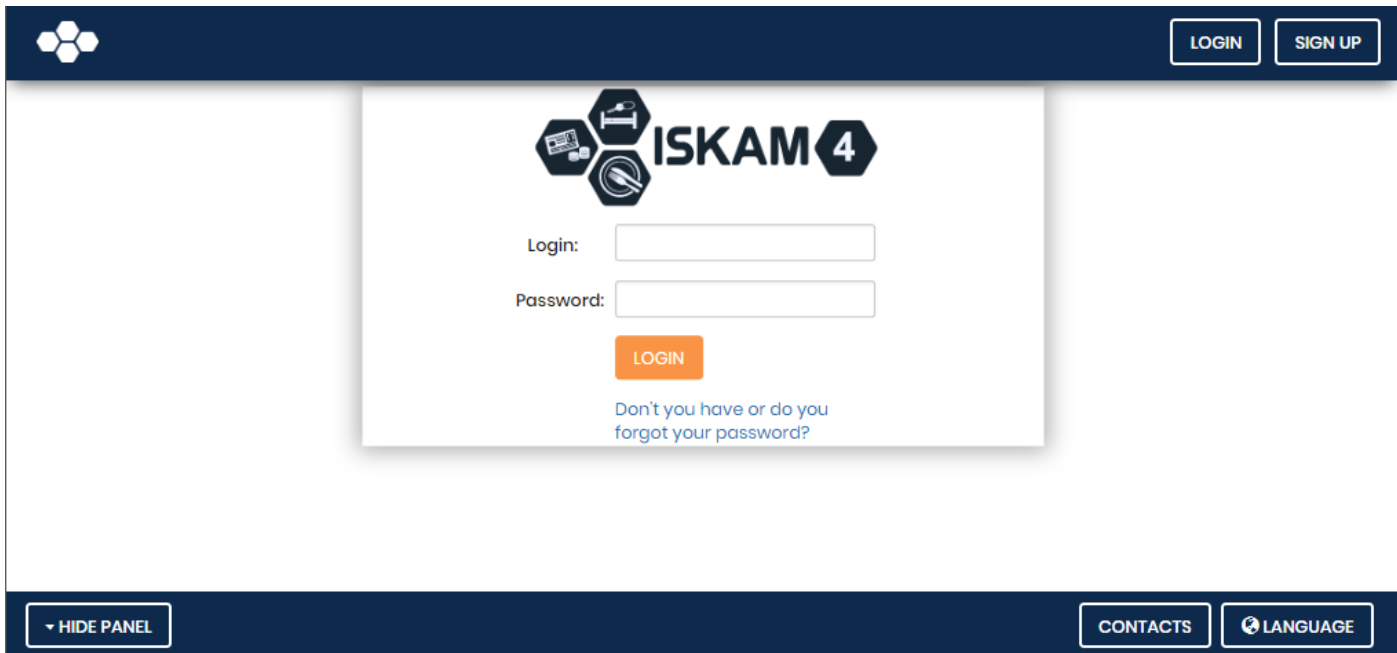 LOGIN SIGN UP
ISKAM 4
Login:
Password:
LOGIN
Don't you have or do you
forgot your password?
HIDE PANEL CONTACTS LANGUAGE